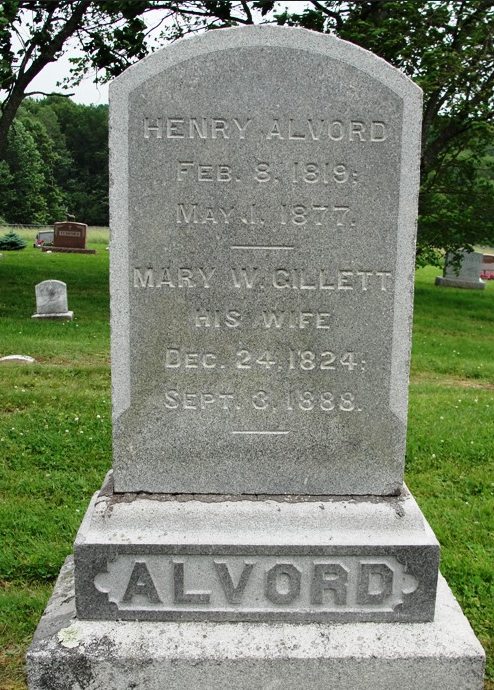 HENRY ALVORD
FEB. 8, 1819;
MAY 1, 1877.
MARY W. GILLETT
HIS WIFE
DEC. 24, 1824;
SEPT. 3, 1888.
ALVORD